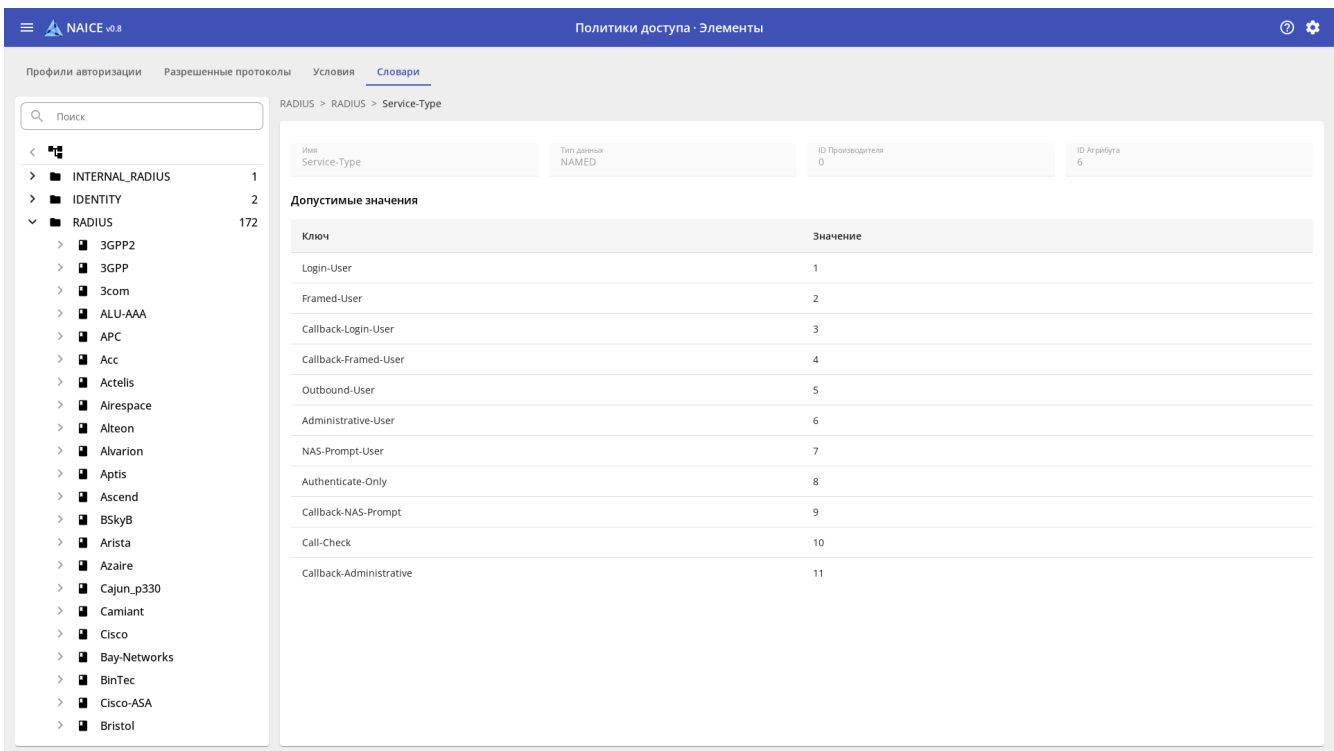 NAICE v0.8
Политики доступа · Элементы
Профили авторизации Разрешенные протоколы Условия Словари
Поиск
INTERNAL_RADIUS 1
IDENTITY 2
RADIUS 172
3GPP2
3GPP
3com
ALU-AAA
APC
Acc
Actelis
Airespace
Alteon
Alvarion
Aptis
Ascend
BSkyB
Arista
Azaire
Cajun_p330
Camiant
Cisco
Bay-Networks
BinTec
Cisco-ASA
Bristol
RADIUS > RADIUS > Service-Type
Имя Тип данных ID Производителя ID Атрибута
Service-Type NAMED 0 6
Допустимые значения
Ключ Значение
Login-User 1
Framed-User 2
Callback-Login-User 3
Callback-Framed-User 4
Outbound-User 5
Administrative-User 6
NAS-Prompt-User 7
Authenticate-Only 8
Callback-NAS-Prompt 9
Call-Check 10
Callback-Administrative 11